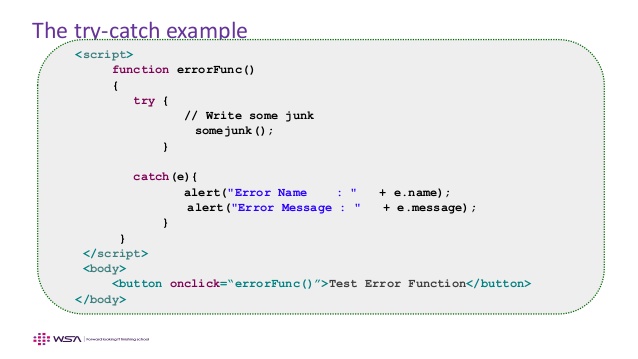 The try-catch example
<script>
function errorFunc()
{
try {
// Write some junk
somejunk();
}
catch(e){
alert("Error Name    : "   + e.name);
alert("Error Message : "   + e.message);
}
}
</script>
<body>
<button onclick=“errorFunc()”>Test Error Function</button>
</body>
WSA Forward looking IT finishing school